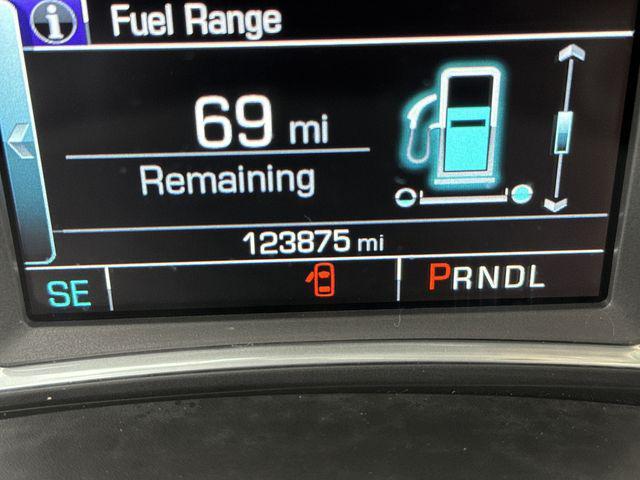 i Fuel Range
69 mi
Remaining
123875 mi
SE PRNDL